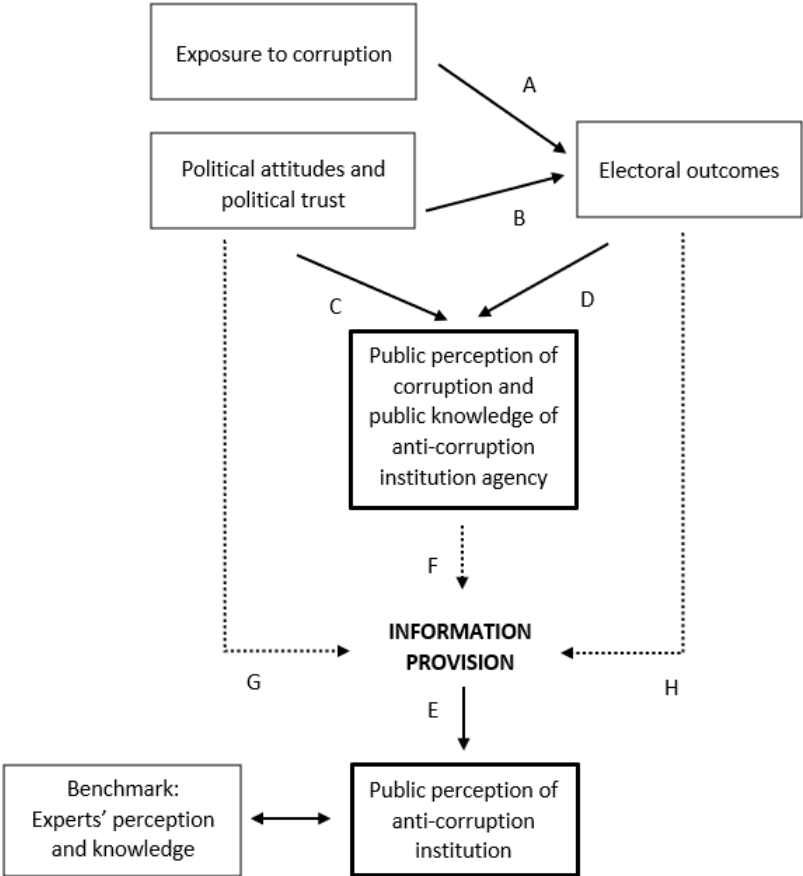 Exposure to corruption
A
Political attitudes and
political trust
Electoral outcomes
B
C
D
Public perception of
corruption and
public knowledge of
anti-corruption
institution agency
F
INFORMATION
PROVISION
G
H
E
Benchmark:
Experts’ perception
and knowledge
Public perception of
anti-corruption
institution